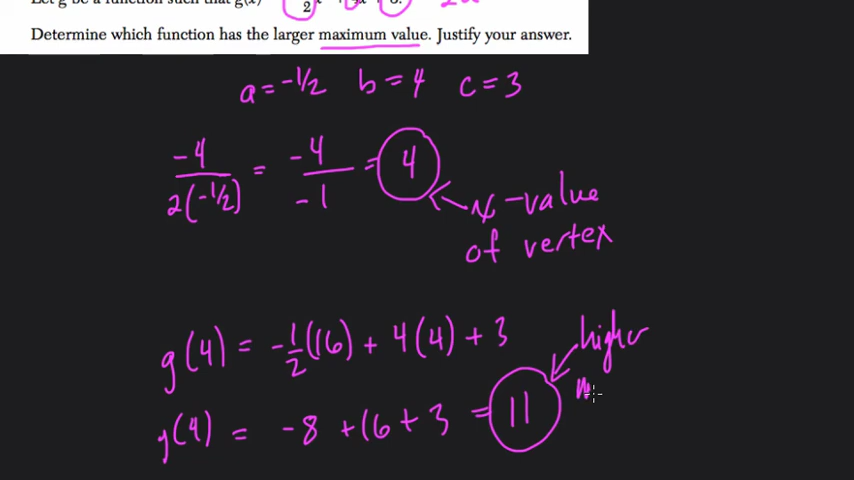 Determine which function has the larger maximum value. Justify your answer.
a = -1/2 b = 4 c = 3
-4 / 2(-1/2) = -4 / -1 = 4
x-value
of vertex
g(4) = -1/2(16) + 4(4) + 3
higher
g(4) = -8 + 16 + 3 = 11